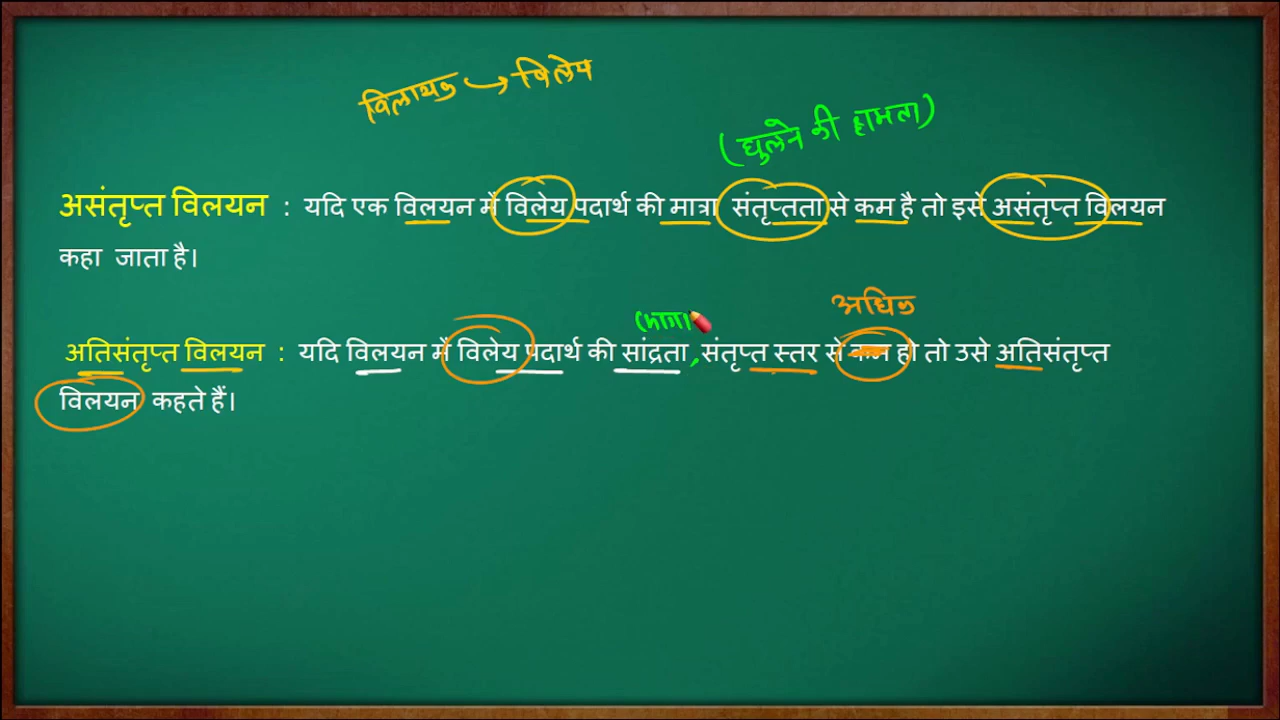 विलायक → विलेय
(घुलने की क्षमता)
असंतृप्त विलयन : यदि एक विलयन में विलेय पदार्थ की मात्रा संतृप्तता से कम है तो इसे असंतृप्त विलयन
कहा जाता है।
(मात्रा
अधिक
अतिसंतृप्त विलयन : यदि विलयन में विलेय पदार्थ की सांद्रता संतृप्त स्तर से कम हो तो उसे अतिसंतृप्त
विलयन कहते हैं।